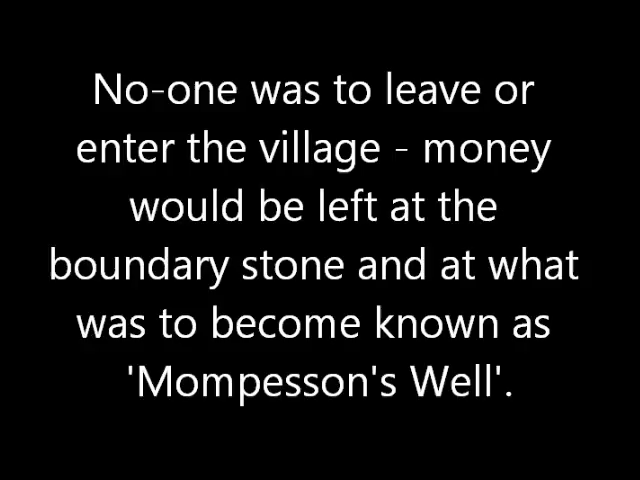 No-one was to leave or
enter the village - money
would be left at the
boundary stone and at what
was to become known as
'Mompesson's Well'.